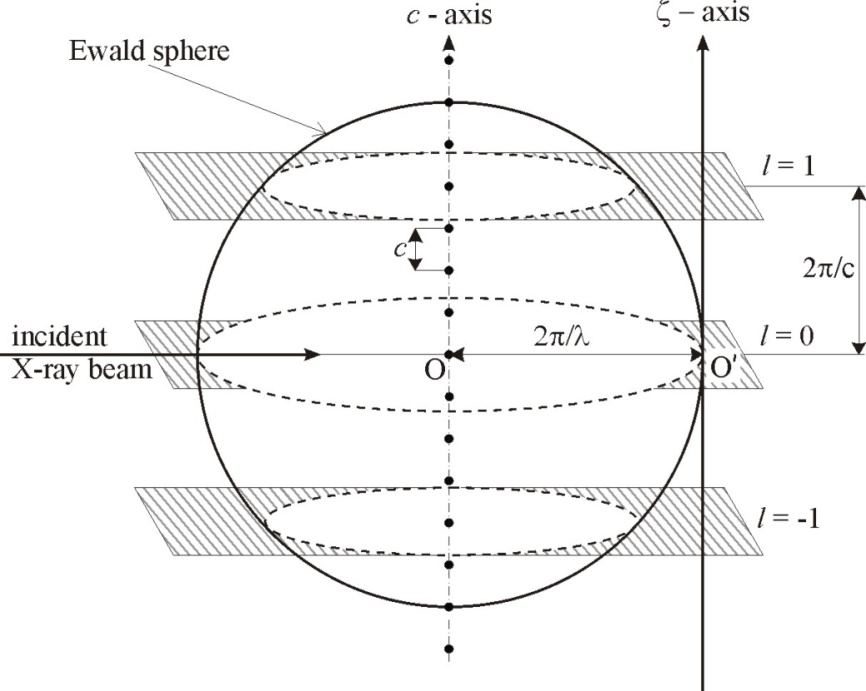 c - axis
ζ – axis
Ewald sphere
l = 1
c
2π/c
incident
X-ray beam
2π/λ
l = 0
O
O'
l = -1